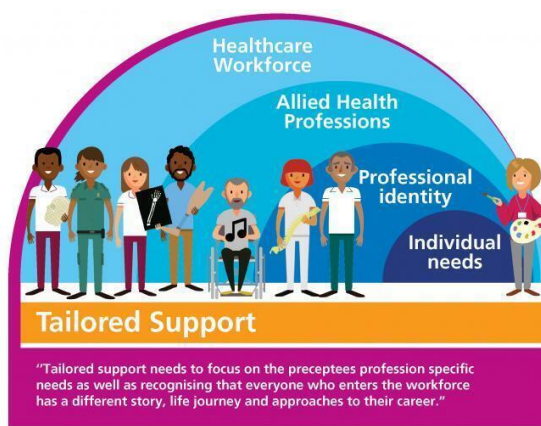 Healthcare
Workforce
Allied Health
Professions
Professional
identity
Individual
needs
Tailored Support
"Tailored support needs to focus on the preceptees profession specific
needs as well as recognising that everyone who enters the workforce
has a different story, life journey and approaches to their career."